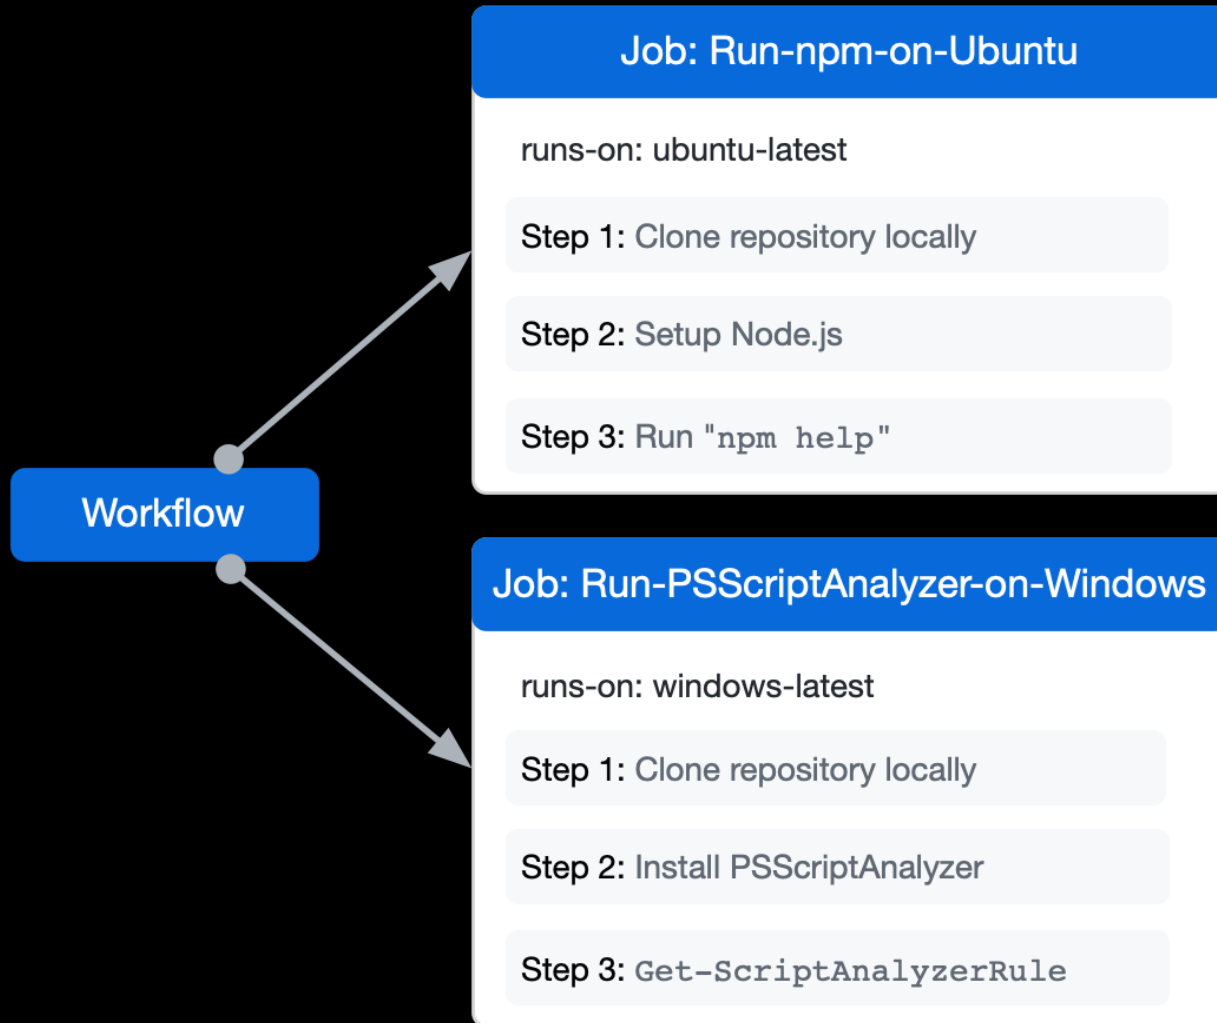 Job: Run-npm-on-Ubuntu
runs-on: ubuntu-latest
Step 1: Clone repository locally
Step 2: Setup Node.js
Step 3: Run "npm help"
Workflow
Job: Run-PSScriptAnalyzer-on-Windows
runs-on: windows-latest
Step 1: Clone repository locally
Step 2: Install PSScriptAnalyzer
Step 3: Get-ScriptAnalyzerRule